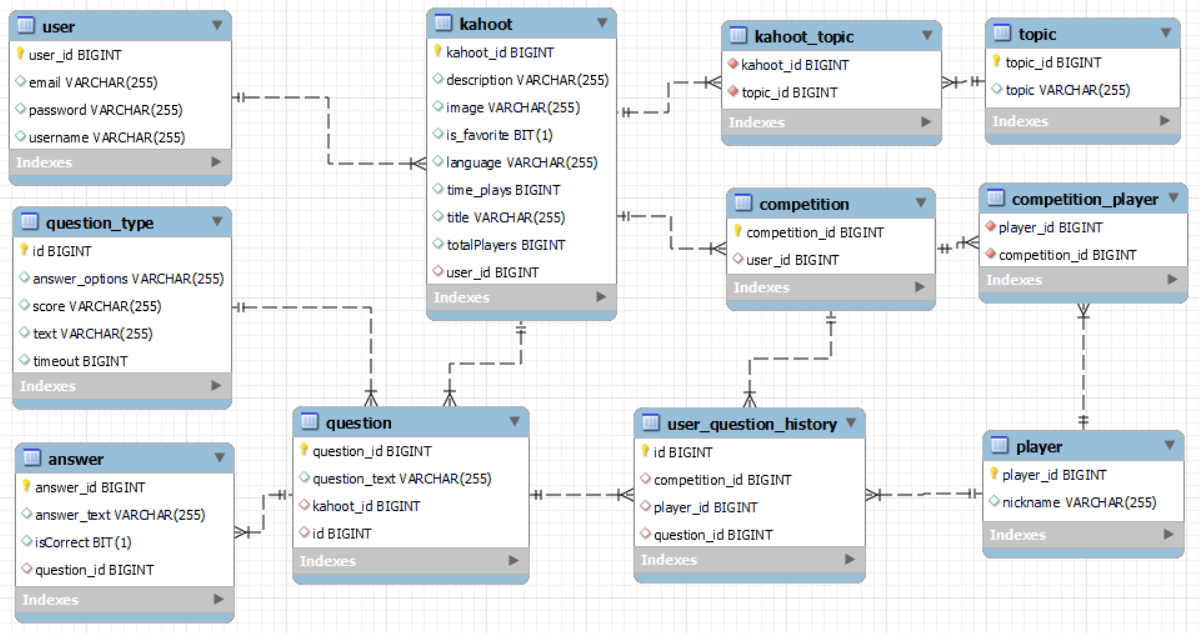 user
user_id BIGINT
email VARCHAR(255)
password VARCHAR(255)
username VARCHAR(255)
Indexes
kahoot
kahoot_id BIGINT
description VARCHAR(255)
image VARCHAR(255)
is_favorite BIT(1)
language VARCHAR(255)
time_plays BIGINT
title VARCHAR(255)
totalPlayers BIGINT
user_id BIGINT
Indexes
kahoot_topic
kahoot_id BIGINT
topic_id BIGINT
Indexes
topic
topic_id BIGINT
topic VARCHAR(255)
Indexes
question_type
id BIGINT
answer_options VARCHAR(255)
score VARCHAR(255)
text VARCHAR(255)
timeout BIGINT
Indexes
competition
competition_id BIGINT
user_id BIGINT
Indexes
competition_player
player_id BIGINT
competition_id BIGINT
Indexes
answer
answer_id BIGINT
answer_text VARCHAR(255)
isCorrect BIT(1)
question_id BIGINT
Indexes
question
question_id BIGINT
question_text VARCHAR(255)
kahoot_id BIGINT
id BIGINT
Indexes
user_question_history
id BIGINT
competition_id BIGINT
player_id BIGINT
question_id BIGINT
Indexes
player
player_id BIGINT
nickname VARCHAR(255)
Indexes